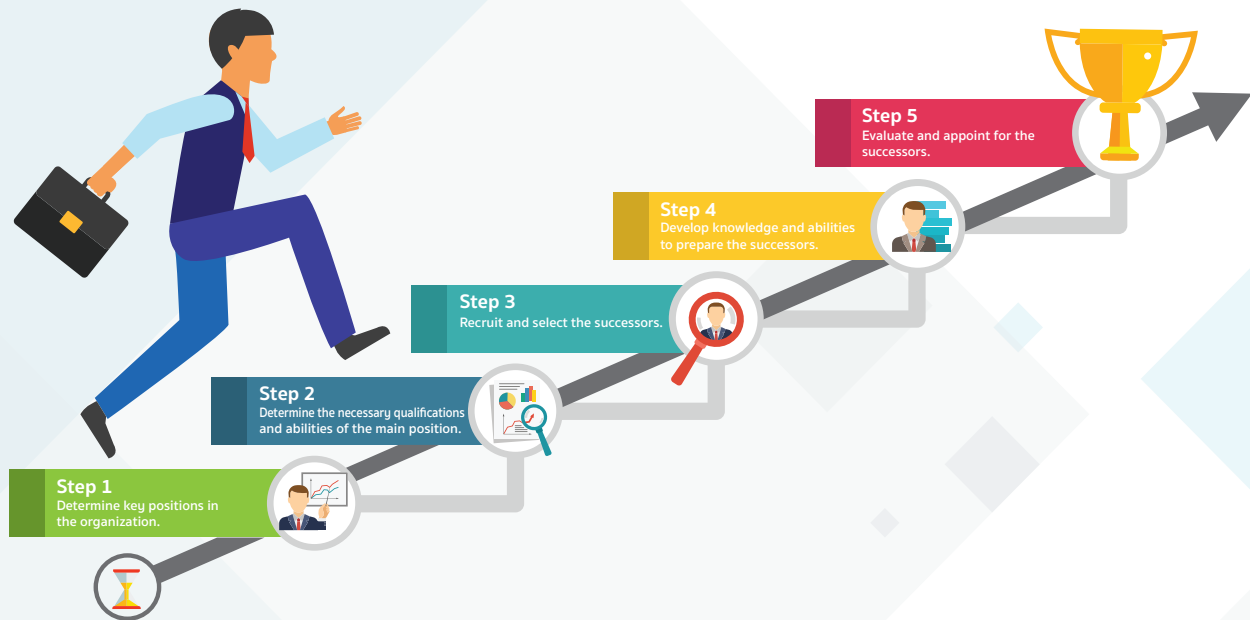 Step 5
Evaluate and appoint for the
successors.
Step 4
Develop knowledge and abilities
to prepare the successors.
Step 3
Recruit and select the successors.
Step 2
Determine the necessary qualifications
and abilities of the main position.
Step 1
Determine key positions in
the organization.